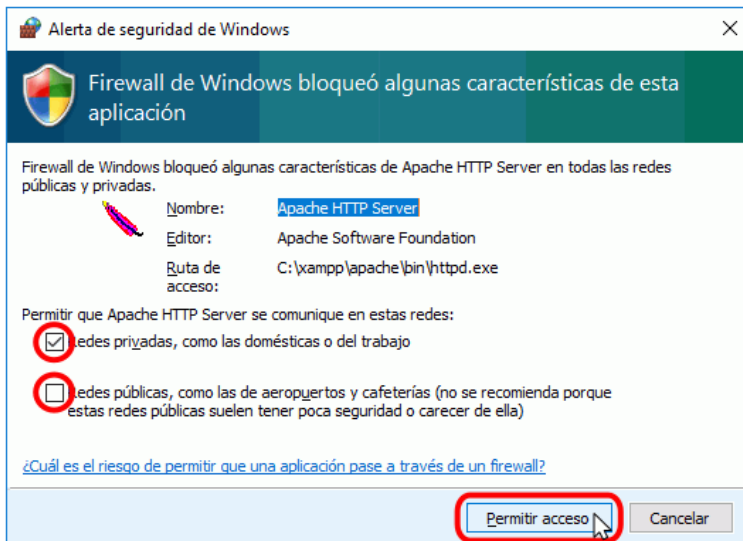 Alerta de seguridad de Windows
Firewall de Windows bloqueó algunas características de esta
aplicación
Firewall de Windows bloqueó algunas características de Apache HTTP Server en todas las redes
públicas y privadas.
Nombre: Apache HTTP Server
Editor: Apache Software Foundation
Ruta de C:\xampp\apache\bin\httpd.exe
acceso:
Permitir que Apache HTTP Server se comunique en estas redes:
Redes privadas, como las domésticas o del trabajo
Redes públicas, como las de aeropuertos y cafeterías (no se recomienda porque
estas redes públicas suelen tener poca seguridad o carecer de ella)
¿Cuál es el riesgo de permitir que una aplicación pase a través de un firewall?
Permitir acceso Cancelar